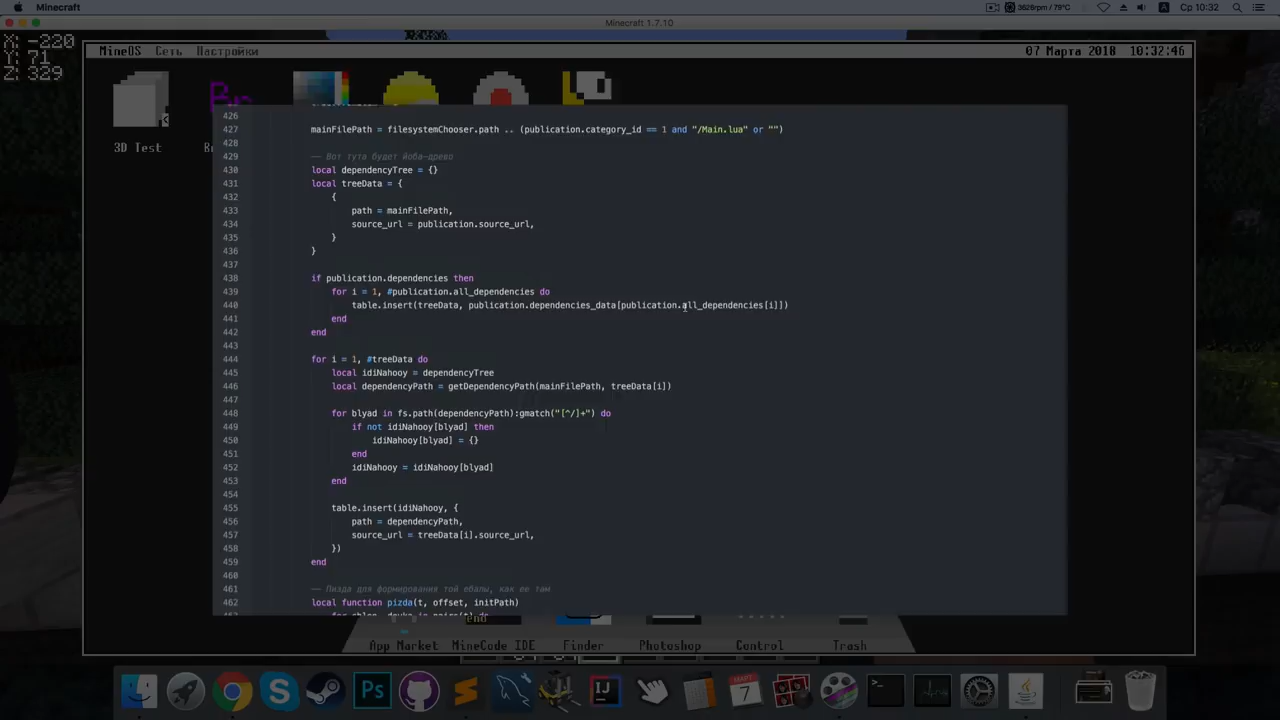 Minecraft
3628rpm / 79°C
Ср 10:32
Minecraft 1.7.10
X: -220
Y: 71
Z: 329
MineOS Сеть Настройки
07 Марта 2018 10:32:46
3D Test
426
427 mainFilePath = filesystemChooser.path .. (publication.category_id == 1 and "/Main.lua" or "")
428
429 -- Вот тута будет йоба-древо
430 local dependencyTree = {}
431 local treeData = {
432 {
433 path = mainFilePath,
434 source_url = publication.source_url,
435 }
436 }
437
438 if publication.dependencies then
439 for i = 1, #publication.all_dependencies do
440 table.insert(treeData, publication.dependencies_data[publication.all_dependencies[i]])
441 end
442 end
443
444 for i = 1, #treeData do
445 local idiNahooy = dependencyTree
446 local dependencyPath = getDependencyPath(mainFilePath, treeData[i])
447
448 for blyad in fs.path(dependencyPath):gmatch("[^/]+") do
449 if not idiNahooy[blyad] then
450 idiNahooy[blyad] = {}
451 end
452 idiNahooy = idiNahooy[blyad]
453 end
454
455 table.insert(idiNahooy, {
456 path = dependencyPath,
457 source_url = treeData[i].source_url,
458 })
459 end
460
461 -- Пизда для формирования той ебалы, как ее там
462 local function pizda(t, offset, initPath)
end
App Market MineCode IDE Finder Photoshop Control Trash
Ps
IJ
МАРТ
7